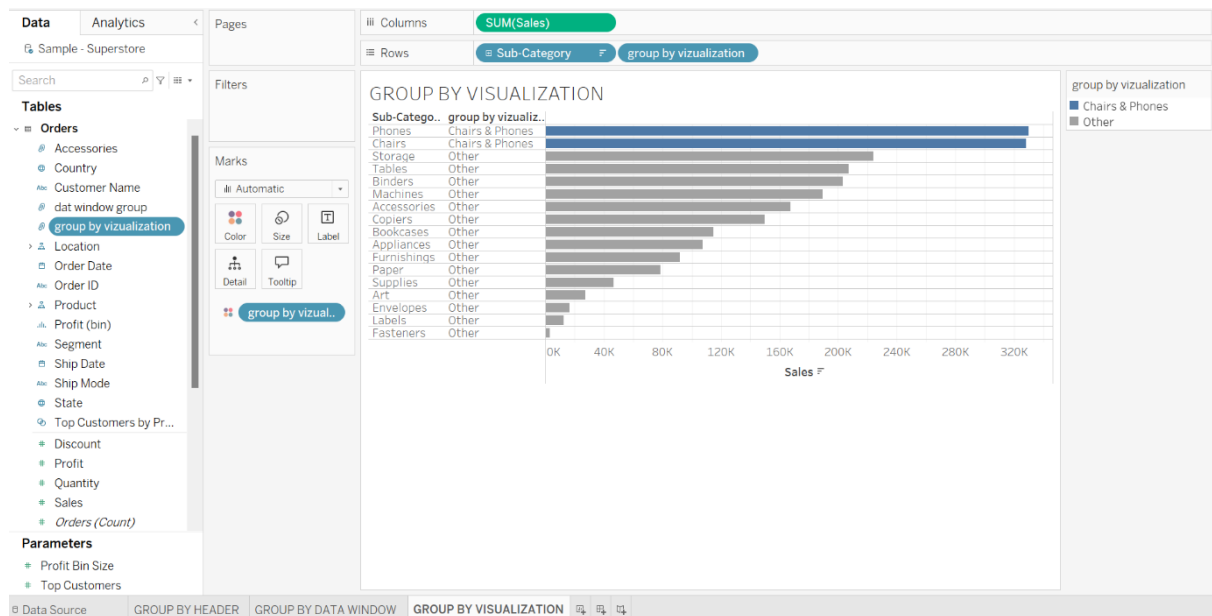 Data
Analytics
Sample - Superstore
Search
Tables
Orders
Accessories
Country
Abc Customer Name
dat window group
group by vizualization
Location
Order Date
Abc Order ID
Product
Profit (bin)
Abc Segment
Ship Date
Abc Ship Mode
State
Top Customers by Pr...
# Discount
# Profit
# Quantity
# Sales
# Orders (Count)
Parameters
# Profit Bin Size
# Top Customers
Pages
Filters
Marks
Automatic
Color Size Label
Detail Tooltip
group by vizual..
Columns SUM(Sales)
Rows Sub-Category group by vizualization
GROUP BY VISUALIZATION
Sub-Catego.. group by vizualiz..
Phones Chairs & Phones
Chairs Chairs & Phones
Storage Other
Tables Other
Binders Other
Machines Other
Accessories Other
Copiers Other
Bookcases Other
Appliances Other
Furnishings Other
Paper Other
Supplies Other
Art Other
Envelopes Other
Labels Other
Fasteners Other
0K 40K 80K 120K 160K 200K 240K 280K 320K
Sales
group by vizualization
Chairs & Phones
Other
Data Source GROUP BY HEADER GROUP BY DATA WINDOW GROUP BY VISUALIZATION